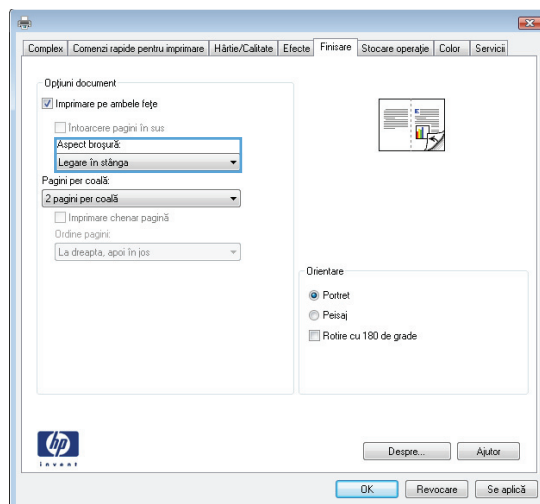 Complex Comenzi rapide pentru imprimare Hârtie/Calitate Efecte Finisare Stocare operaţie Color Servicii
Opţiuni document
Imprimare pe ambele feţe
Întoarcere pagini în sus
Aspect broşură:
Legare în stânga
Pagini per coală:
2 pagini per coală
Imprimare chenar pagină
Ordine pagini:
La dreapta, apoi în jos
Orientare
Portret
Peisaj
Rotire cu 180 de grade
hp
invent
Despre... Ajutor
OK Revocare Se aplică